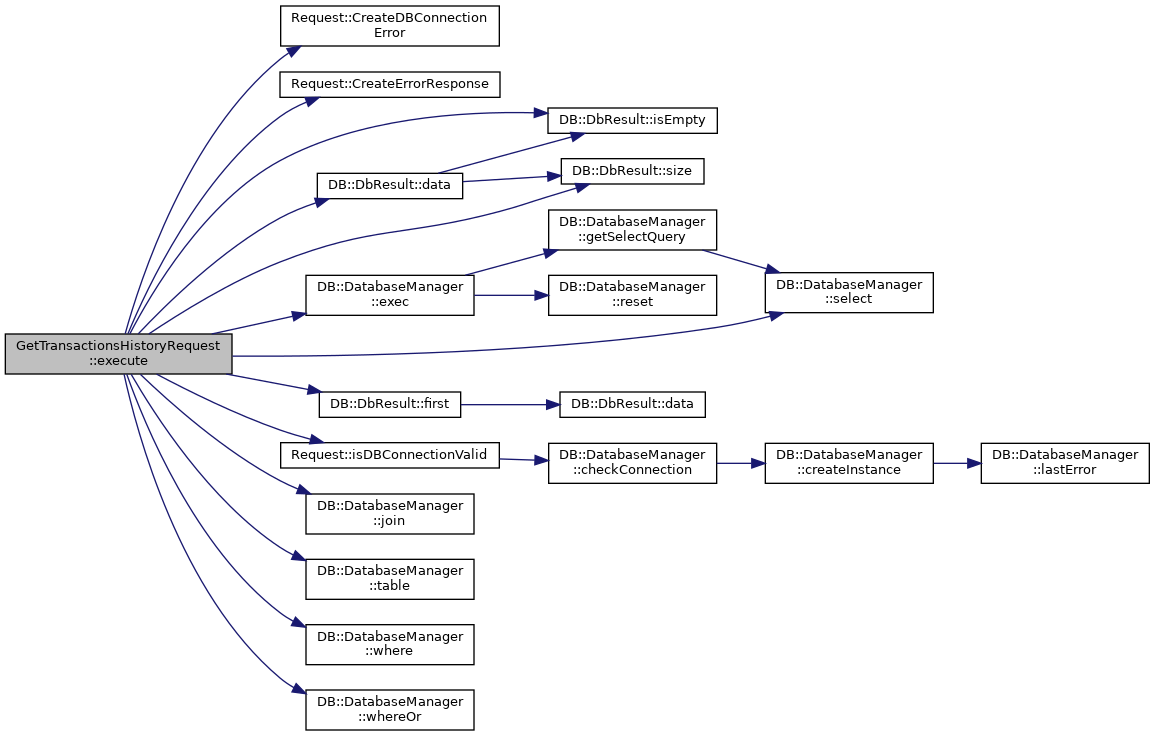 Request::CreateDBConnection
Error
Request::CreateErrorResponse
DB::DbResult::isEmpty
DB::DbResult::data
DB::DbResult::size
DB::DatabaseManager
::getSelectQuery
DB::DatabaseManager
::exec
DB::DatabaseManager
::reset
DB::DatabaseManager
::select
GetTransactionsHistoryRequest
::execute
DB::DbResult::first
DB::DbResult::data
Request::isDBConnectionValid
DB::DatabaseManager
::checkConnection
DB::DatabaseManager
::createInstance
DB::DatabaseManager
::lastError
DB::DatabaseManager
::join
DB::DatabaseManager
::table
DB::DatabaseManager
::where
DB::DatabaseManager
::whereOr